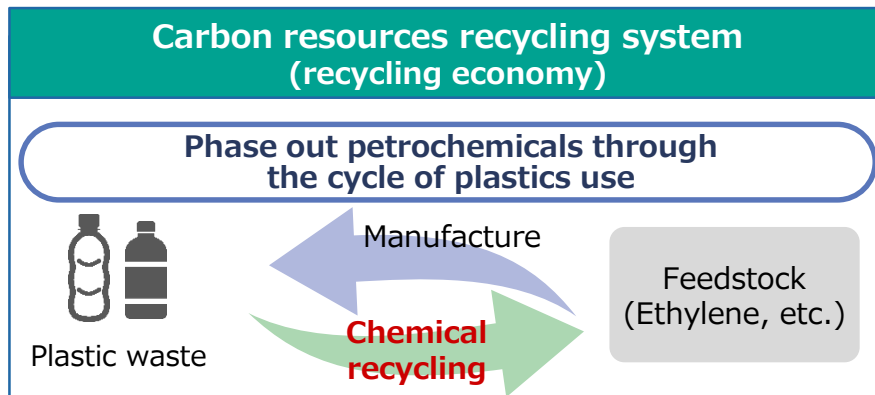 Carbon resources recycling system
(recycling economy)
Phase out petrochemicals through
the cycle of plastics use
Manufacture
Feedstock
(Ethylene, etc.)
Plastic waste
Chemical
recycling